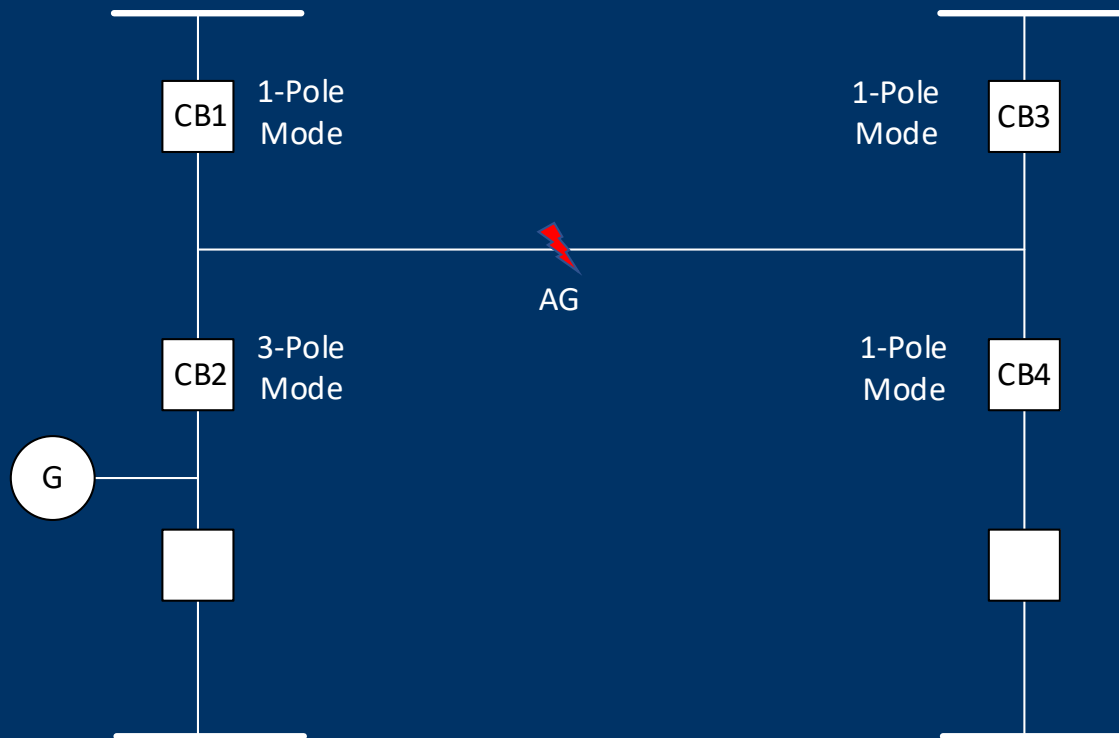 CB1
1-Pole
Mode
1-Pole
Mode
CB3
AG
CB2
3-Pole
Mode
1-Pole
Mode
CB4
G